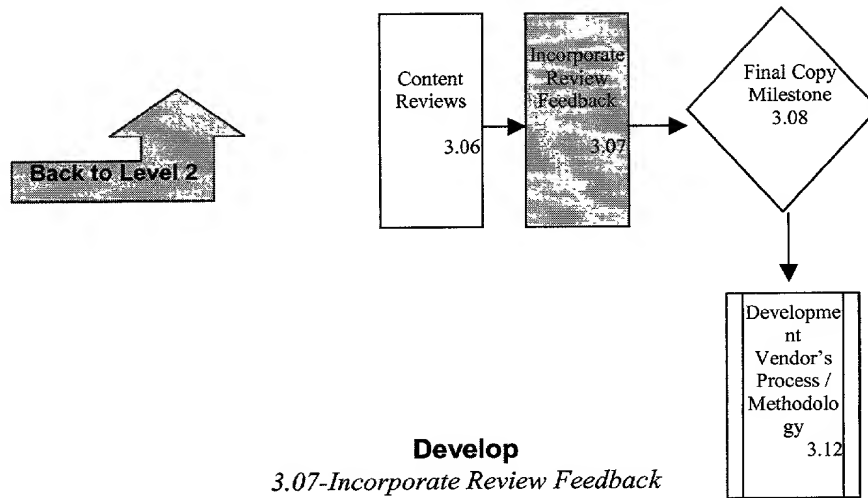 Back to Level 2
Content
Reviews
3.06
Incorporate
Review
Feedback
3.07
Final Copy
Milestone
3.08
Developme
nt
Vendor's
Process /
Methodolo
gy
3.12
Develop
3.07-Incorporate Review Feedback